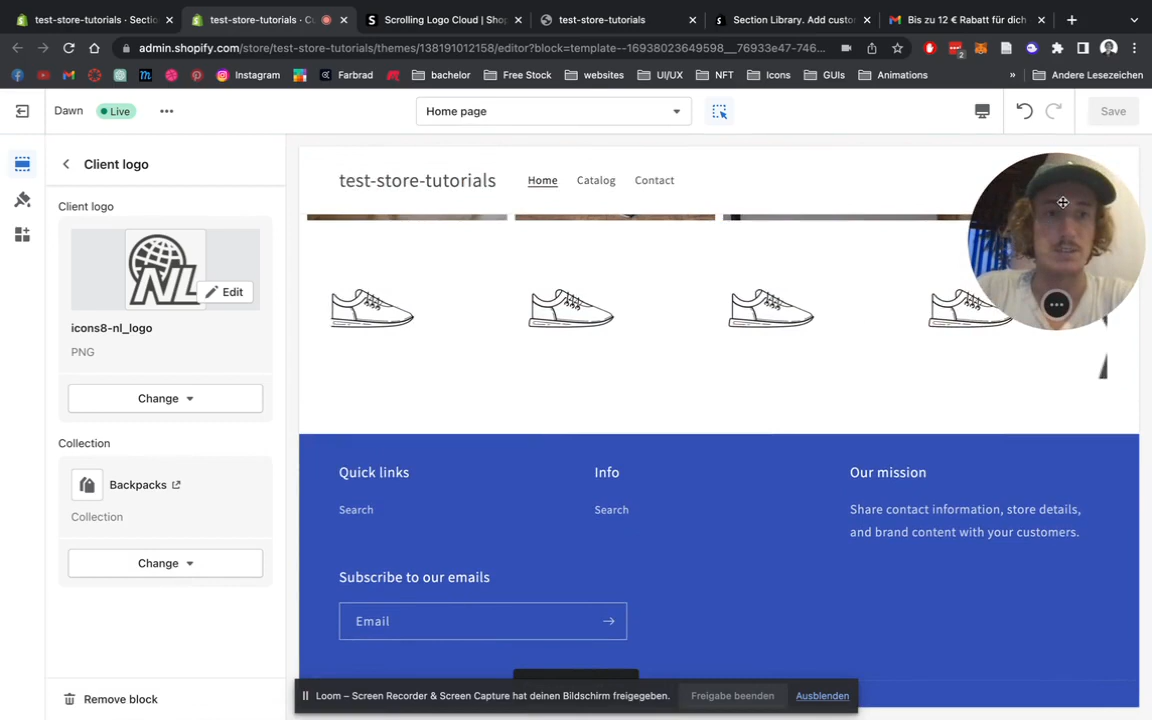 test-store-tutorials · Sectio
test-store-tutorials · Cu
Scrolling Logo Cloud | Shop
test-store-tutorials
Section Library. Add custo
Bis zu 12 € Rabatt für dich
admin.shopify.com/store/test-store-tutorials/themes/138191012158/editor?block=template--16938023649598__76933e47-746...
Instagram
Farbrad
bachelor
Free Stock
websites
UI/UX
NFT
Icons
GUIs
Animations
»
Andere Lesezeichen
Dawn
Live
Home page
Save
Client logo
Client logo
NL
Edit
icons8-nl_logo
PNG
Change
Collection
Backpacks
Collection
Change
Remove block
test-store-tutorials
Home
Catalog
Contact
Quick links
Info
Our mission
Search
Search
Share contact information, store details,
and brand content with your customers.
Subscribe to our emails
Email
Loom – Screen Recorder & Screen Capture hat deinen Bildschirm freigegeben.
Freigabe beenden
Ausblenden